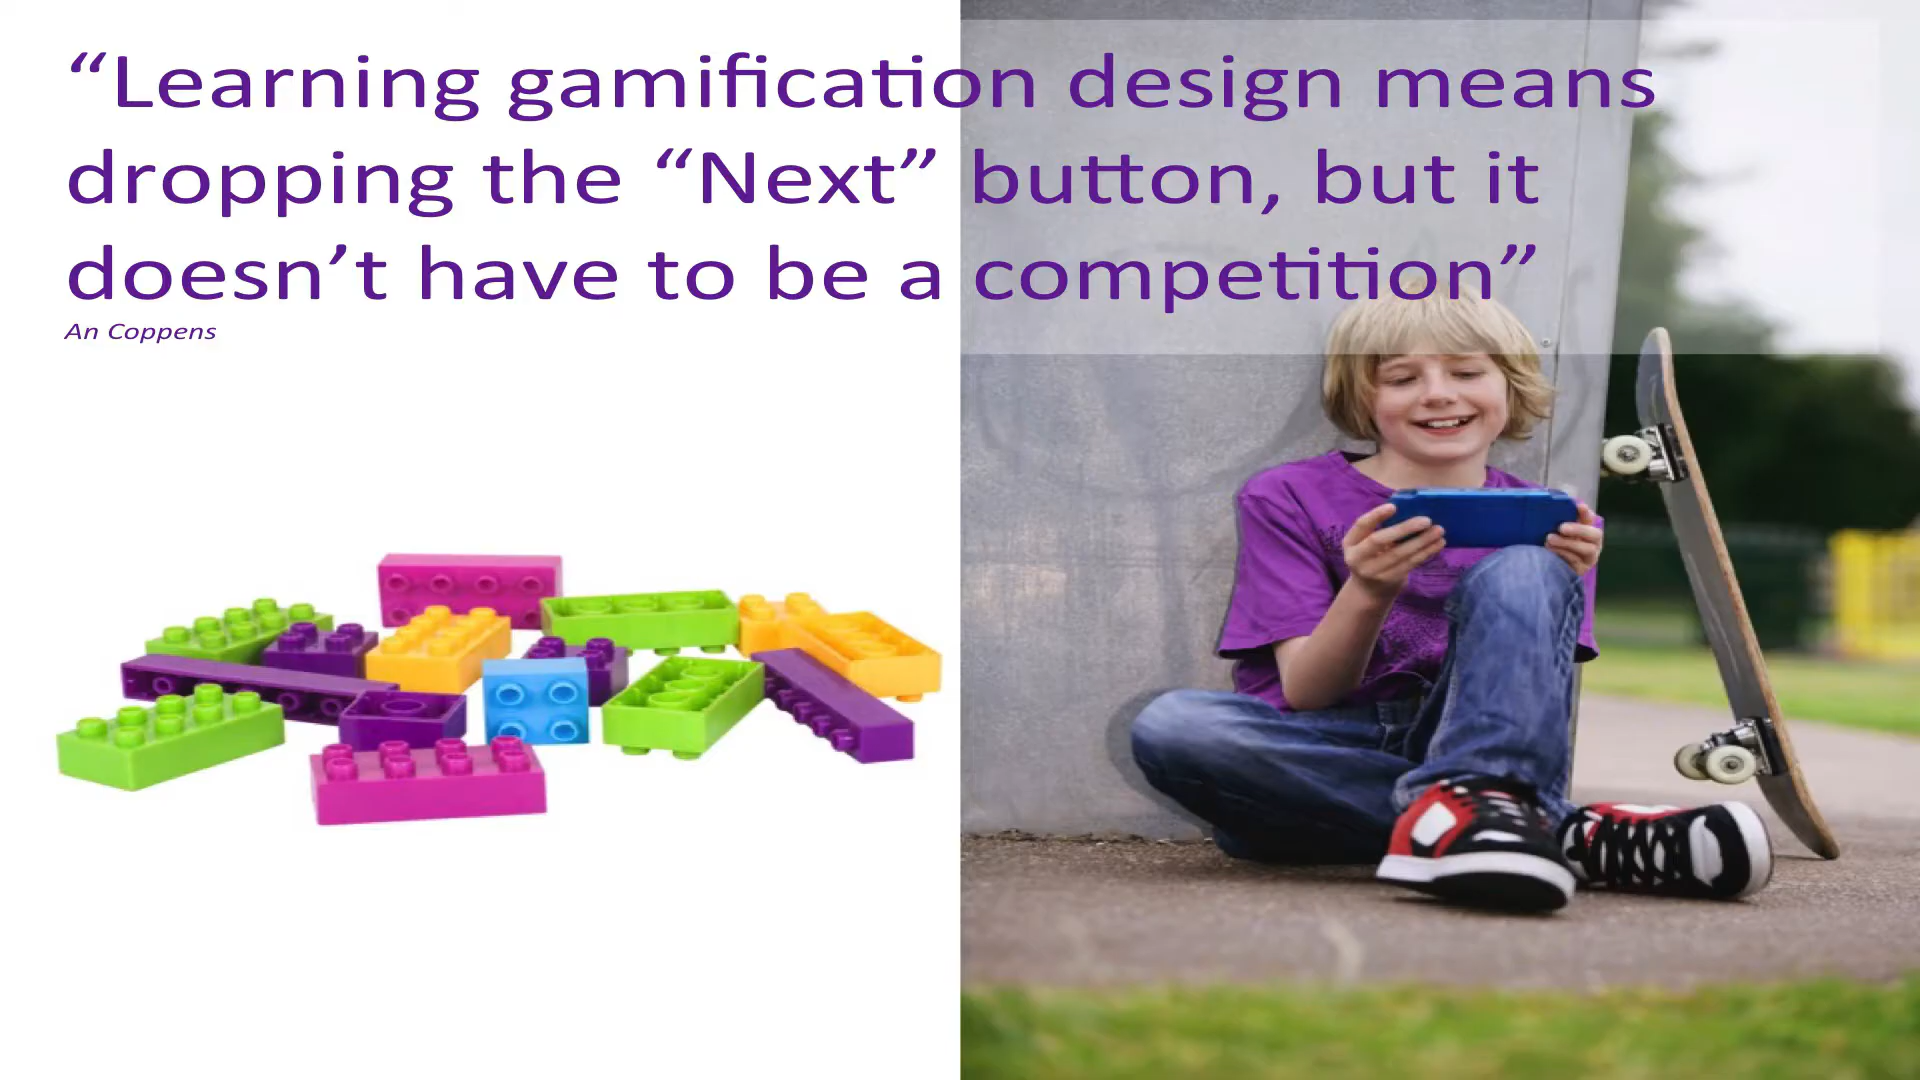 “Learning gamification design means
dropping the “Next” button, but it
doesn’t have to be a competition”
An Coppens